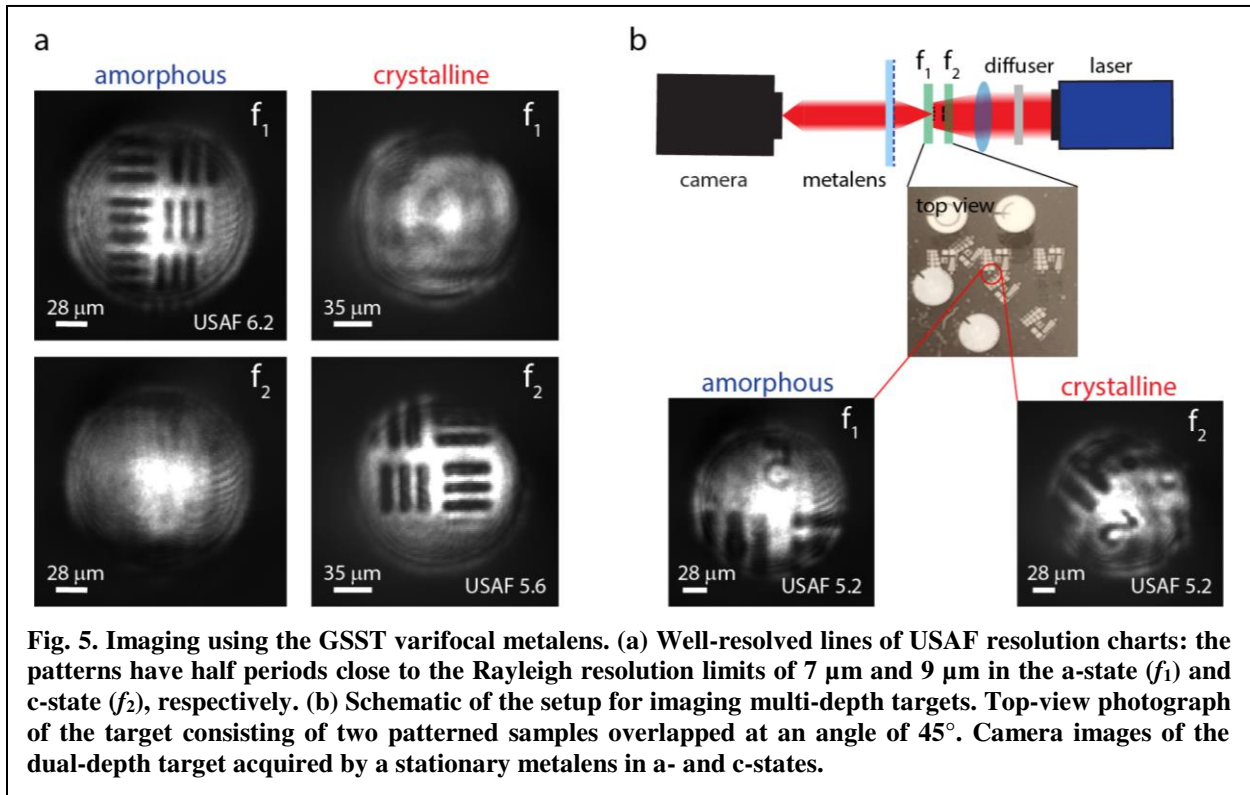 a
amorphous
crystalline
f1
f1
28 µm
USAF 6.2
35 µm
f2
f2
28 µm
35 µm
USAF 5.6
b
f1
f2
diffuser
laser
camera
metalens
top view
amorphous
crystalline
f1
f2
28 µm
USAF 5.2
28 µm
USAF 5.2
Fig. 5. Imaging using the GSST varifocal metalens. (a) Well-resolved lines of USAF resolution charts: the
patterns have half periods close to the Rayleigh resolution limits of 7 µm and 9 µm in the a-state (f1) and
c-state (f2), respectively. (b) Schematic of the setup for imaging multi-depth targets. Top-view photograph
of the target consisting of two patterned samples overlapped at an angle of 45°. Camera images of the
dual-depth target acquired by a stationary metalens in a- and c-states.